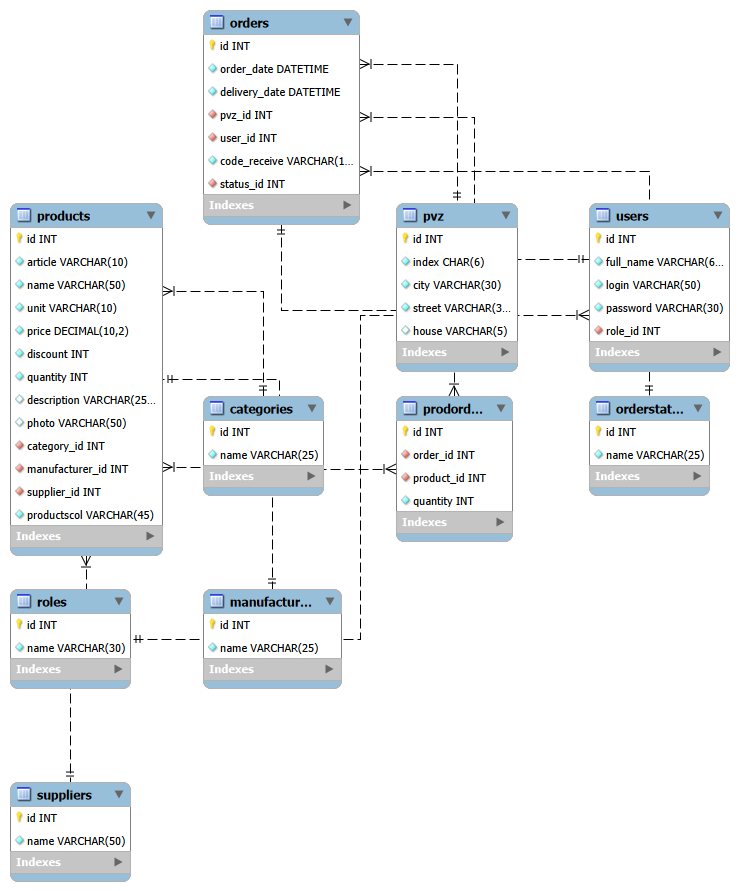 orders
id INT
order_date DATETIME
delivery_date DATETIME
pvz_id INT
user_id INT
code_receive VARCHAR(1...
status_id INT
Indexes
products
id INT
article VARCHAR(10)
name VARCHAR(50)
unit VARCHAR(10)
price DECIMAL(10,2)
discount INT
quantity INT
description VARCHAR(25...
photo VARCHAR(50)
category_id INT
manufacturer_id INT
supplier_id INT
productscol VARCHAR(45)
Indexes
pvz
id INT
index CHAR(6)
city VARCHAR(30)
street VARCHAR(3...
house VARCHAR(5)
Indexes
users
id INT
full_name VARCHAR(6...
login VARCHAR(50)
password VARCHAR(30)
role_id INT
Indexes
categories
id INT
name VARCHAR(25)
Indexes
prodord...
id INT
order_id INT
product_id INT
quantity INT
Indexes
orderstat...
id INT
name VARCHAR(25)
Indexes
roles
id INT
name VARCHAR(30)
Indexes
manufactur...
id INT
name VARCHAR(25)
Indexes
suppliers
id INT
name VARCHAR(50)
Indexes